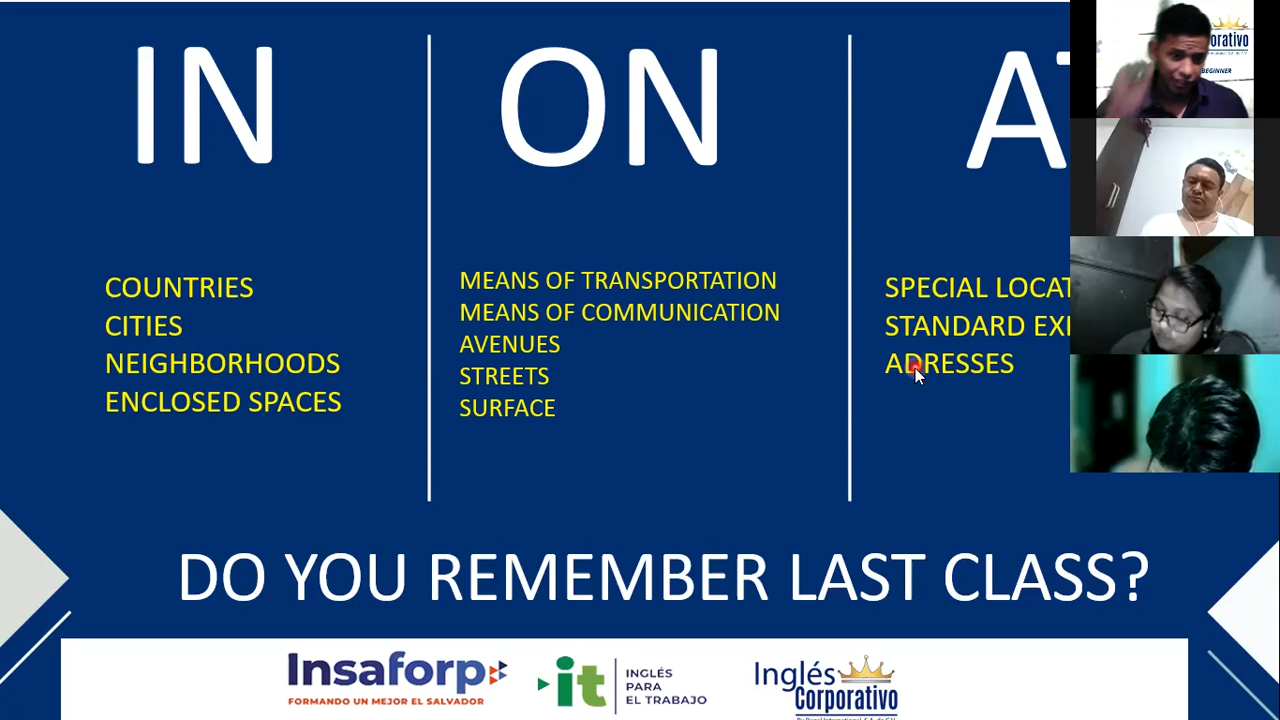 IN
ON
COUNTRIES
CITIES
NEIGHBORHOODS
ENCLOSED SPACES
MEANS OF TRANSPORTATION
MEANS OF COMMUNICATION
AVENUES
STREETS
SURFACE
SPECIAL
STANDARD
ADRESSES
BEGINNER
DO YOU REMEMBER LAST CLASS?
Insaforp
FORMANDO UN MEJOR EL SALVADOR
it
INGLÉS
PARA
EL TRABAJO
Inglés
Corporativo